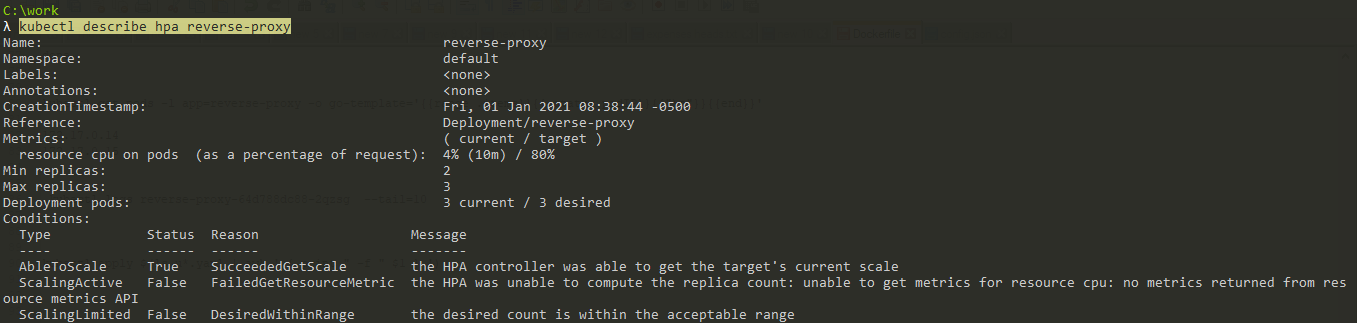 C:\work
λ kubectl describe hpa reverse-proxy
Name: reverse-proxy
Namespace: default
Labels: <none>
Annotations: <none>
CreationTimestamp: Fri, 01 Jan 2021 08:38:44 -0500
Reference: Deployment/reverse-proxy
Metrics: ( current / target )
resource cpu on pods (as a percentage of request): 4% (10m) / 80%
Min replicas: 2
Max replicas: 3
Deployment pods: 3 current / 3 desired
Conditions:
Type Status Reason Message
---- ------ ------ -------
AbleToScale True SucceededGetScale the HPA controller was able to get the target's current scale
ScalingActive False FailedGetResourceMetric the HPA was unable to compute the replica count: unable to get metrics for resource cpu: no metrics returned from res
ource metrics API
ScalingLimited False DesiredWithinRange the desired count is within the acceptable range